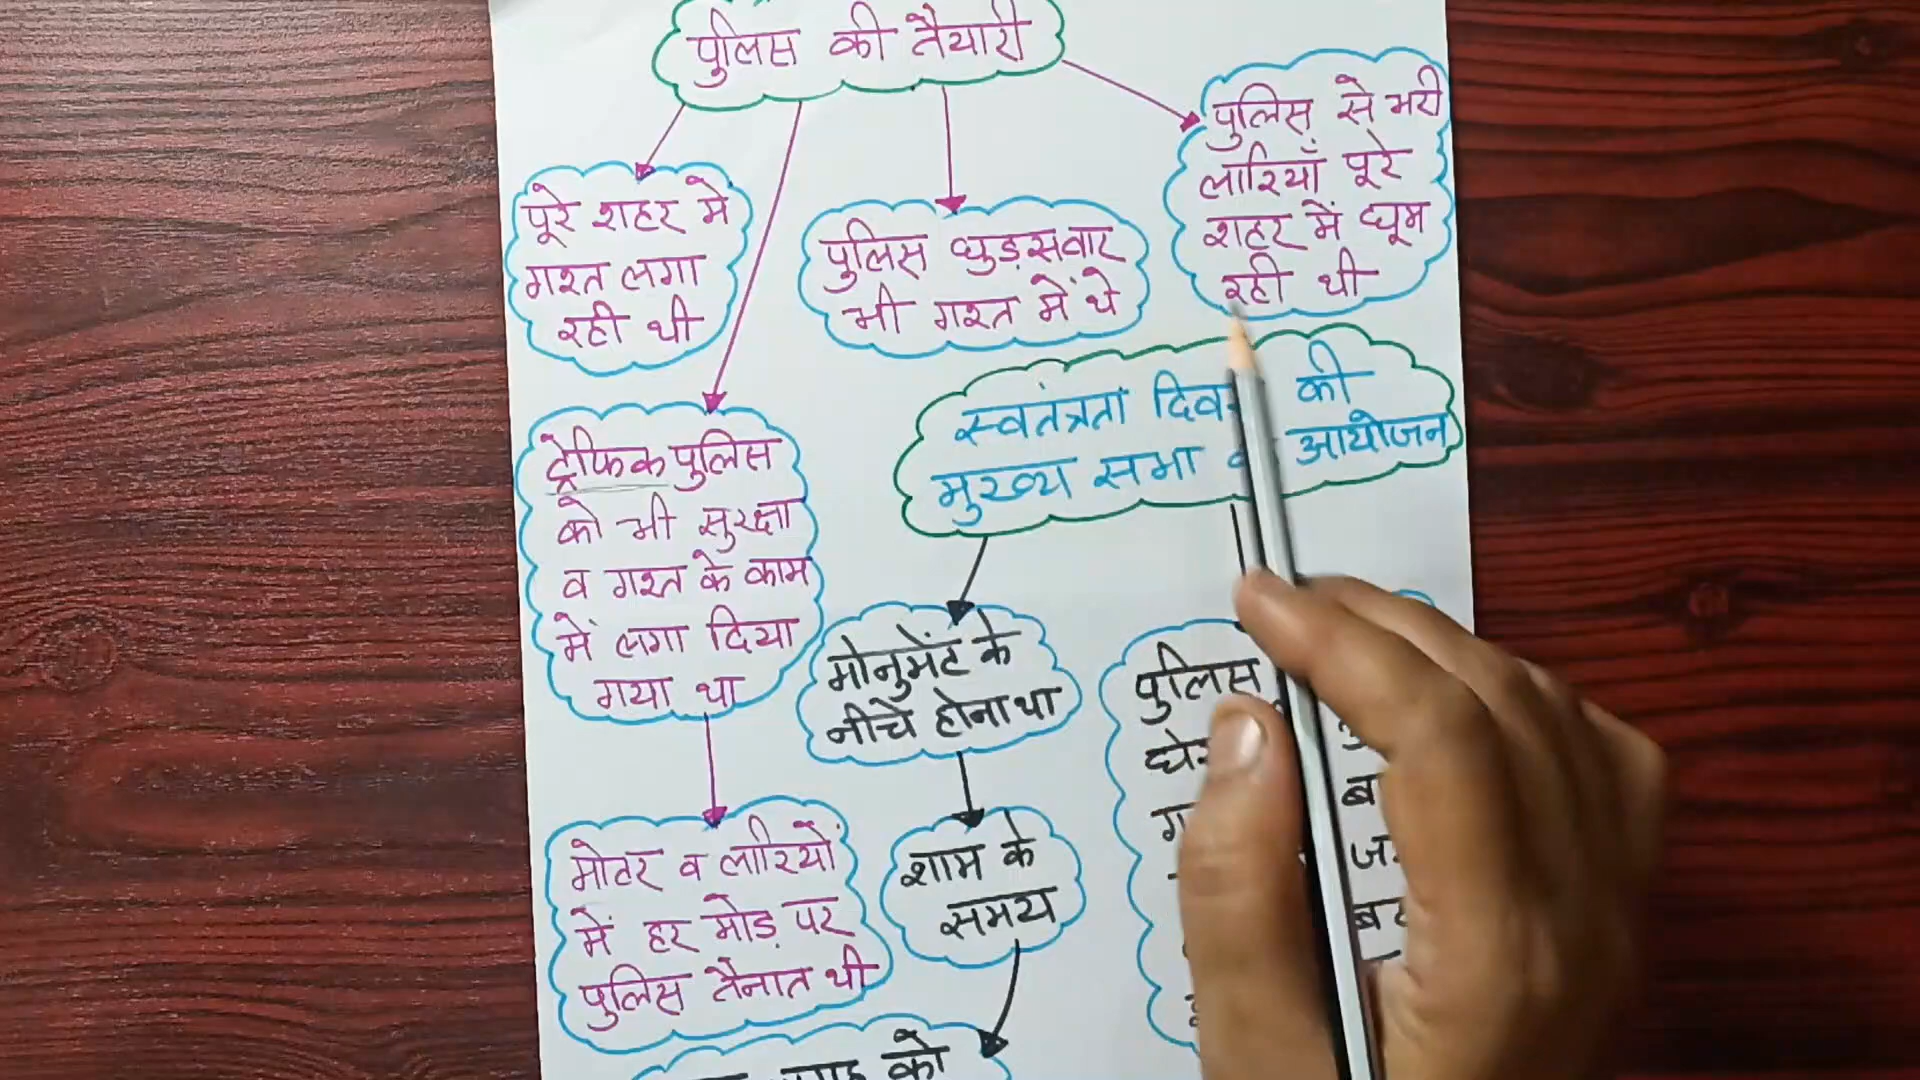 पुलिस की तैयारी
पूरे शहर मे
गश्त लगा
रही थी
पुलिस घुड़सवार
भी गश्त में थे
पुलिस से भरी
लारियाँ पूरे
शहर में घूम
रही थी
ट्रेफिक पुलिस
को भी सुरक्षा
व गश्त के काम
में लगा दिया
गया था
मोटर व लारियों
में हर मोड़ पर
पुलिस तैनात थी
स्वतंत्रता की
मुख्य सभा आयोजन
मोनुमेंट के
नीचे होना था
शाम के
समय
को
पुलिस